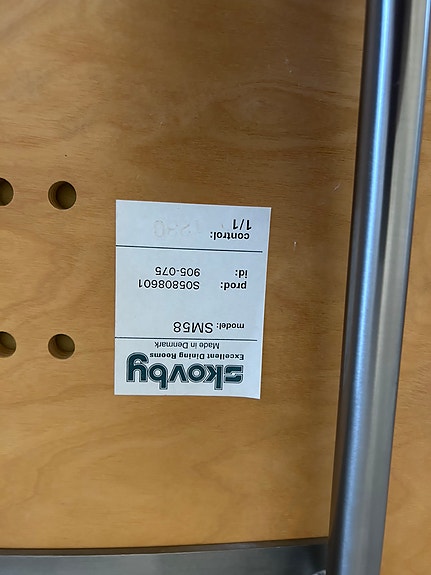 skovby
Excellent Dining Rooms
Made in Denmark
model: SM58
prod: S05808601
id: 905-075
1/1
control: